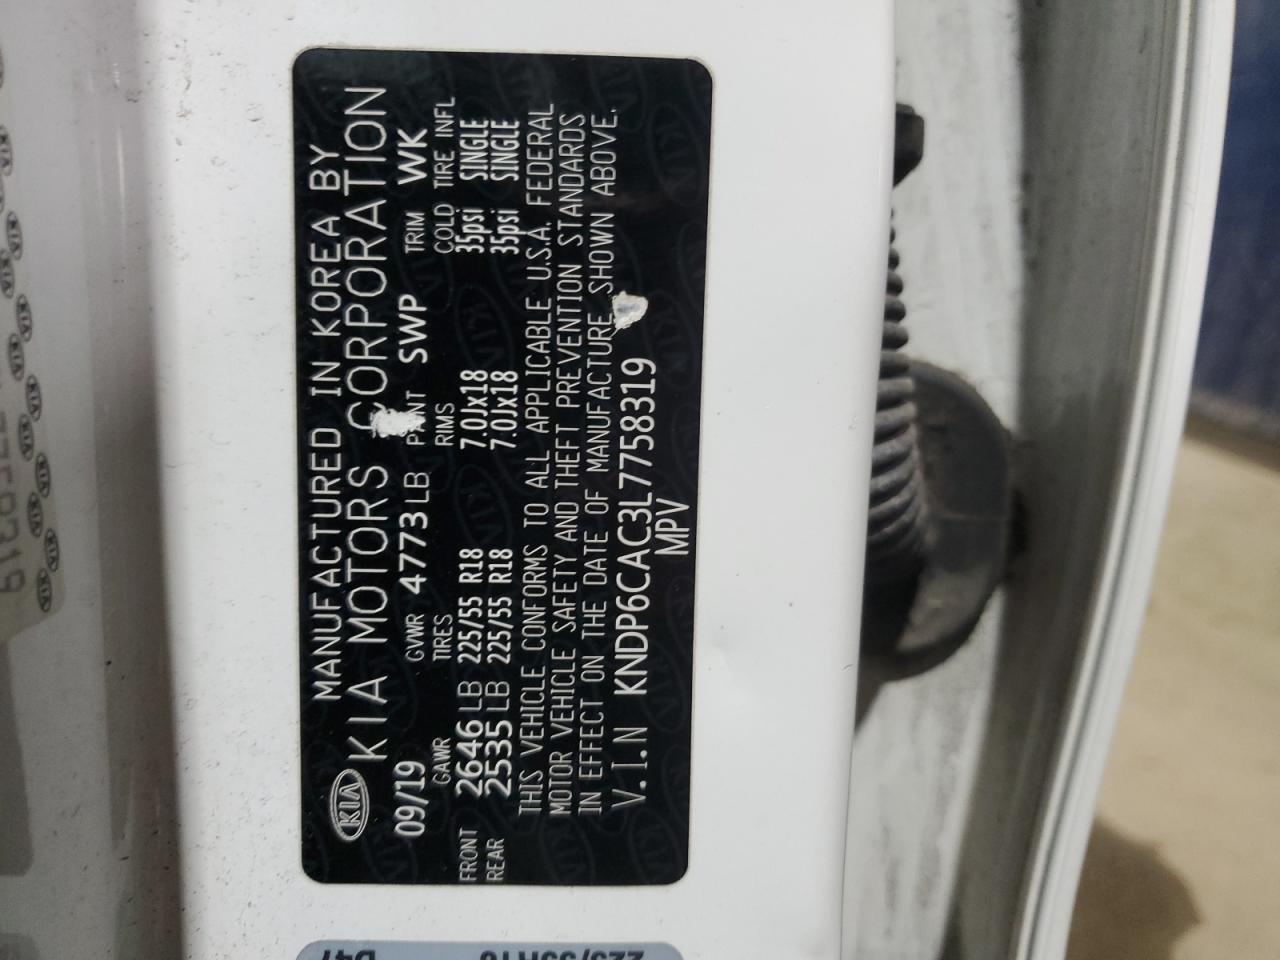 MANUFACTURED IN KOREA BY
KIA KIA MOTORS CORPORATION
09/19 GVWR 4773LB PAINT SWP TRIM WK
GAWR TIRES RIMS COLD TIRE INFL
FRONT 2646LB 225/55 R18 7.0Jx18 35psi SINGLE
REAR 2535LB 225/55 R18 7.0Jx18 35psi SINGLE
THIS VEHICLE CONFORMS TO ALL APPLICABLE U.S.A. FEDERAL
MOTOR VEHICLE SAFETY AND THEFT PREVENTION STANDARDS
IN EFFECT ON THE DATE OF MANUFACTURE SHOWN ABOVE.
V.I.N KNDP6CAC3L7758319
MPV